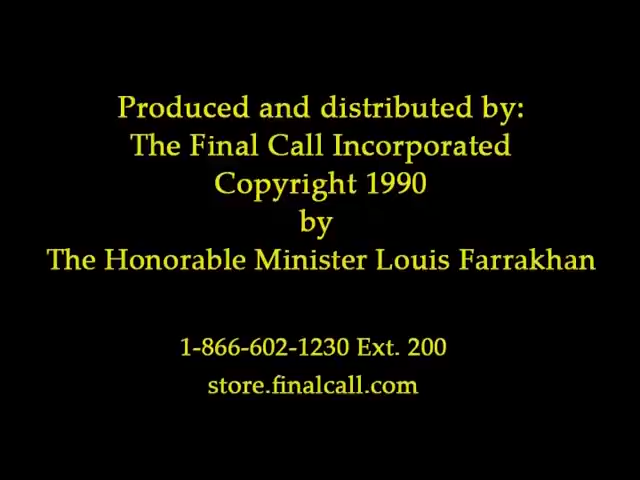 Produced and distributed by:
The Final Call Incorporated
Copyright 1990
by
The Honorable Minister Louis Farrakhan
1-866-602-1230 Ext. 200
store.finalcall.com